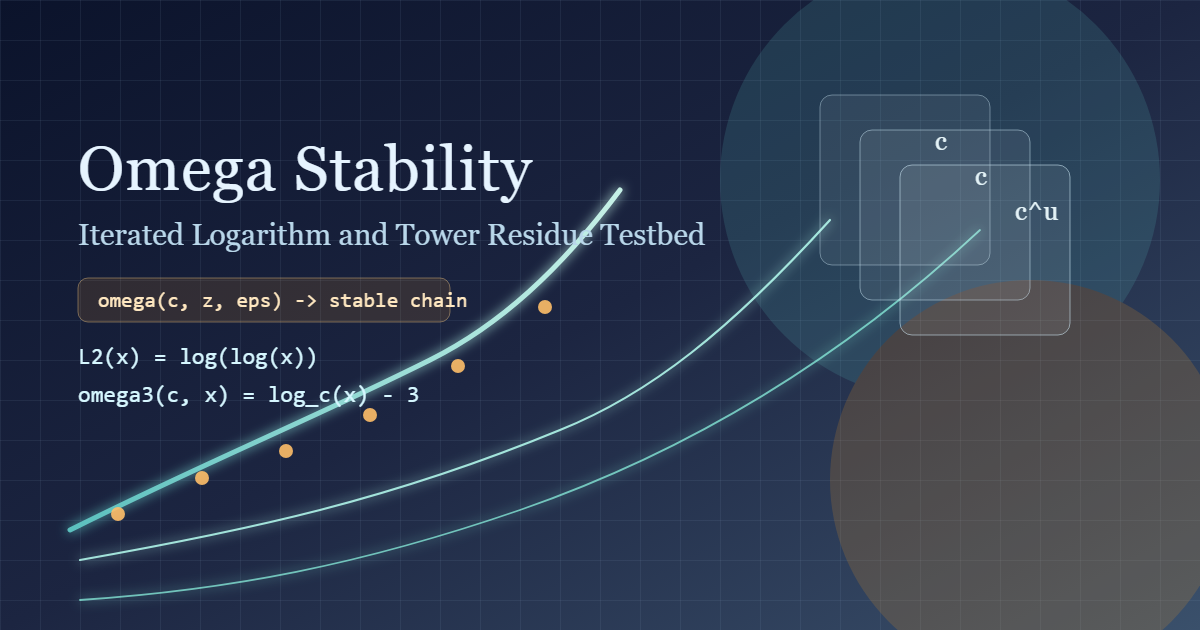 Omega Stability
Iterated Logarithm and Tower Residue Testbed
omega(c, z, eps) -> stable chain
L2(x) = log(log(x))
omega3(c, x) = log_c(x) - 3
c
c
c^u